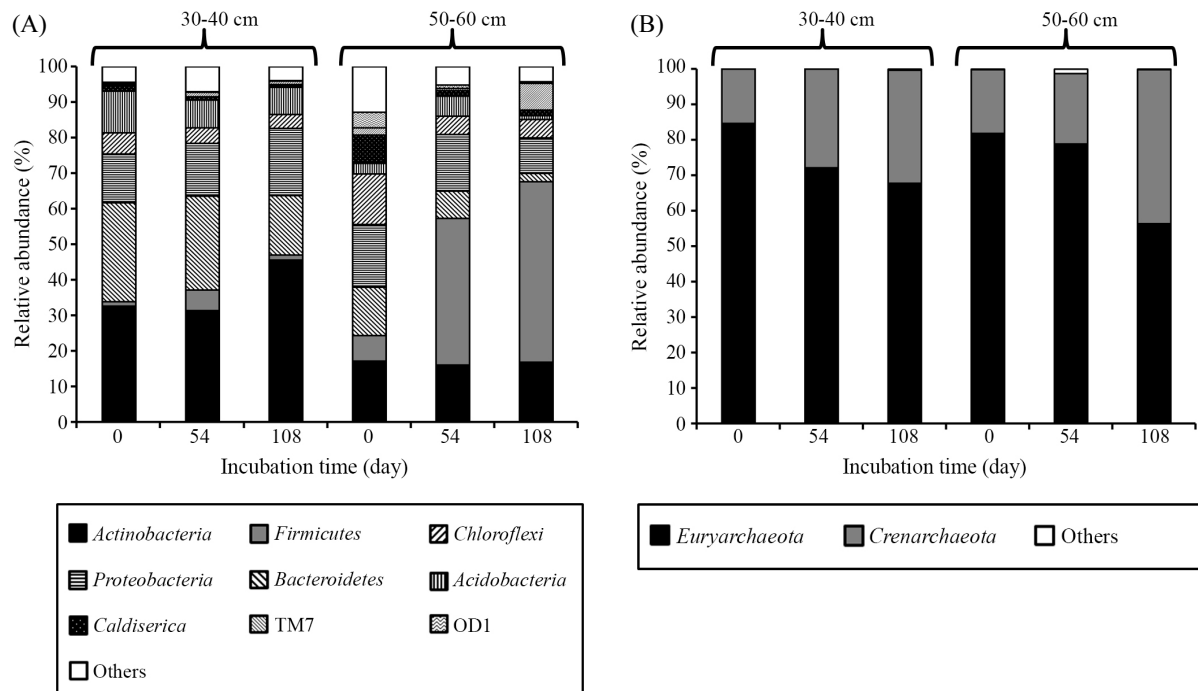 (A)
30-40 cm
50-60 cm
Relative abundance (%)
100
90
80
70
60
50
40
30
20
10
0
0
54
108
0
54
108
Incubation time (day)
Actinobacteria
Firmicutes
Chloroflexi
Proteobacteria
Bacteroidetes
Acidobacteria
Caldiserica
TM7
OD1
Others
(B)
30-40 cm
50-60 cm
Relative abundance (%)
100
90
80
70
60
50
40
30
20
10
0
0
54
108
0
54
108
Incubation time (day)
Euryarchaeota
Crenarchaeota
Others